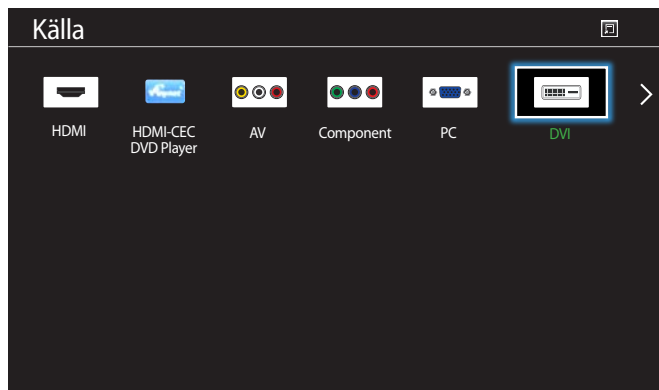 Källa
HDMI
HDMI-CEC
DVD Player
AV
Component
PC
DVI